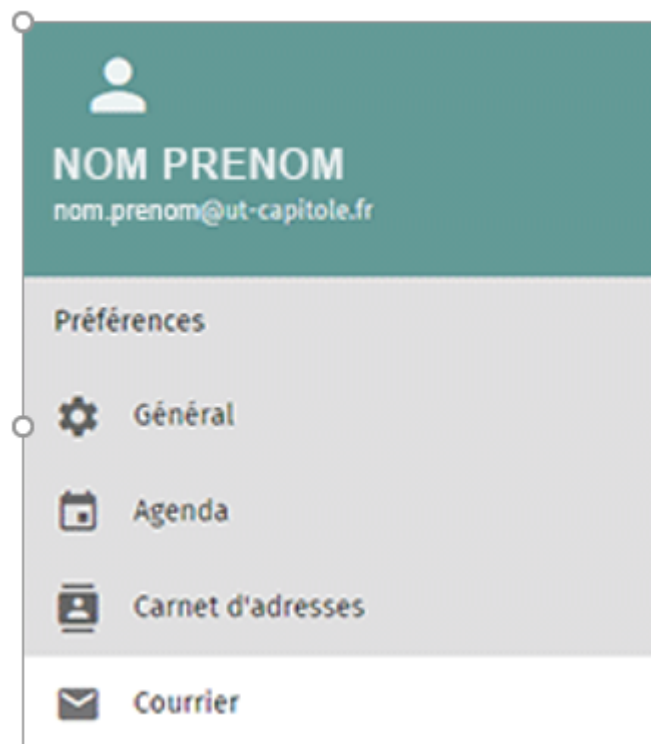 NOM PRENOM
nom.prenom@ut-capitole.fr
Préférences
Général
Agenda
Carnet d'adresses
Courrier